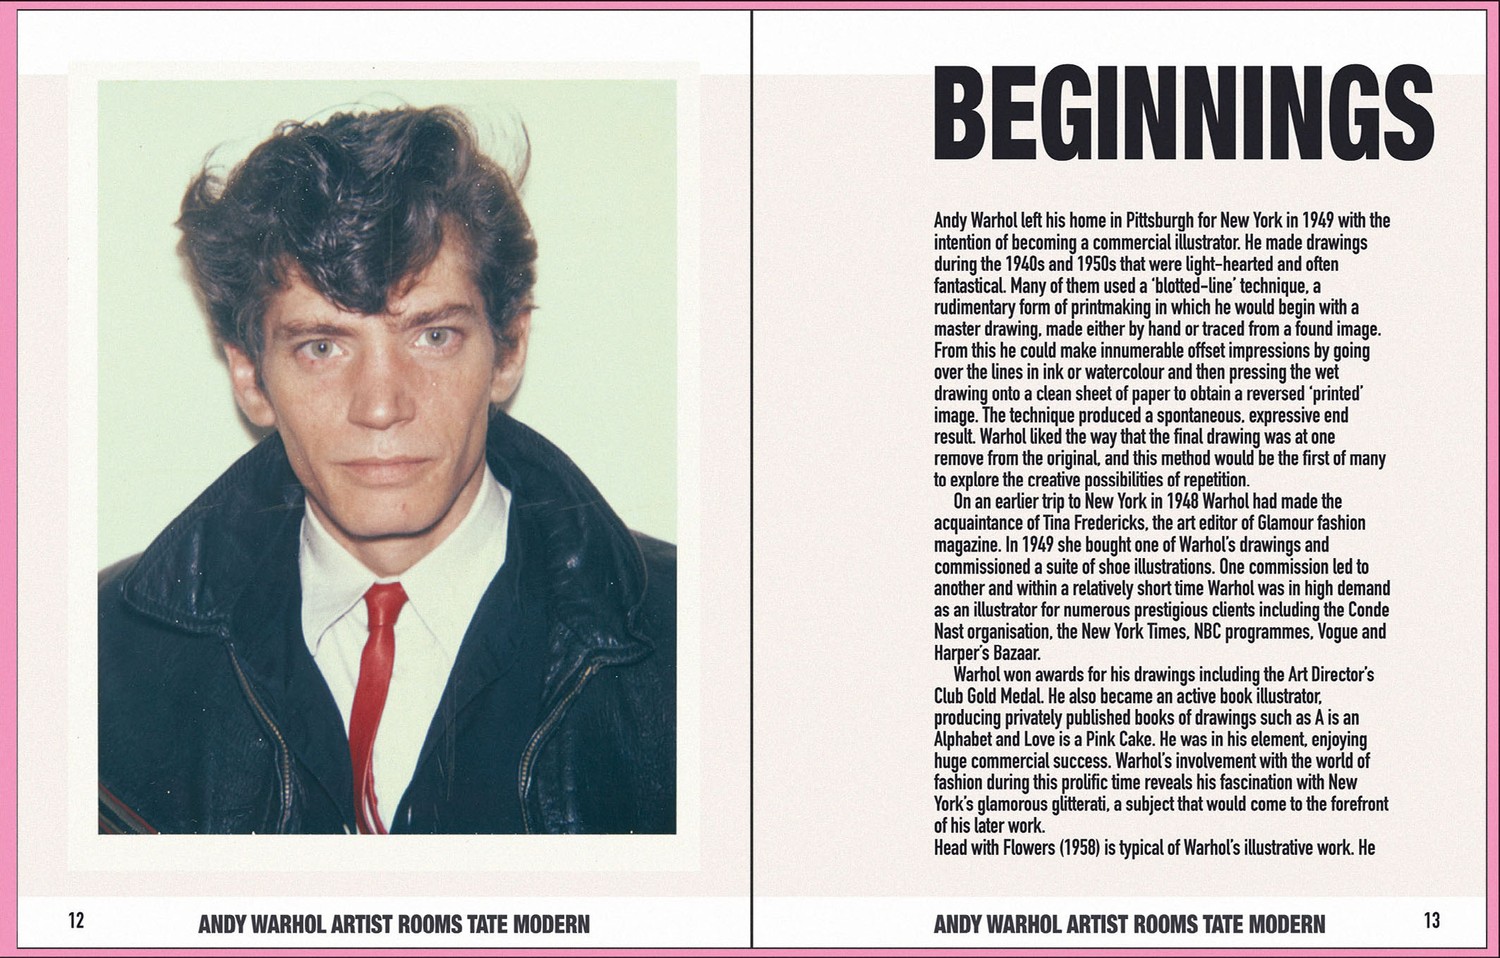 12
ANDY WARHOL ARTIST ROOMS TATE MODERN
BEGINNINGS
Andy Warhol left his home in Pittsburgh for New York in 1949 with the
intention of becoming a commercial illustrator. He made drawings
during the 1940s and 1950s that were light-hearted and often
fantastical. Many of them used a ‘blotted-line’ technique, a
rudimentary form of printmaking in which he would begin with a
master drawing, made either by hand or traced from a found image.
From this he could make innumerable offset impressions by going
over the lines in ink or watercolour and then pressing the wet
drawing onto a clean sheet of paper to obtain a reversed ‘printed’
image. The technique produced a spontaneous, expressive end
result. Warhol liked the way that the final drawing was at one
remove from the original, and this method would be the first of many
to explore the creative possibilities of repetition.
On an earlier trip to New York in 1948 Warhol had made the
acquaintance of Tina Fredericks, the art editor of Glamour fashion
magazine. In 1949 she bought one of Warhol’s drawings and
commissioned a suite of shoe illustrations. One commission led to
another and within a relatively short time Warhol was in high demand
as an illustrator for numerous prestigious clients including the Conde
Nast organisation, the New York Times, NBC programmes, Vogue and
Harper’s Bazaar.
Warhol won awards for his drawings including the Art Director’s
Club Gold Medal. He also became an active book illustrator,
producing privately published books of drawings such as A is an
Alphabet and Love is a Pink Cake. He was in his element, enjoying
huge commercial success. Warhol’s involvement with the world of
fashion during this prolific time reveals his fascination with New
York’s glamorous glitterati, a subject that would come to the forefront
of his later work.
Head with Flowers (1958) is typical of Warhol’s illustrative work. He
ANDY WARHOL ARTIST ROOMS TATE MODERN
13